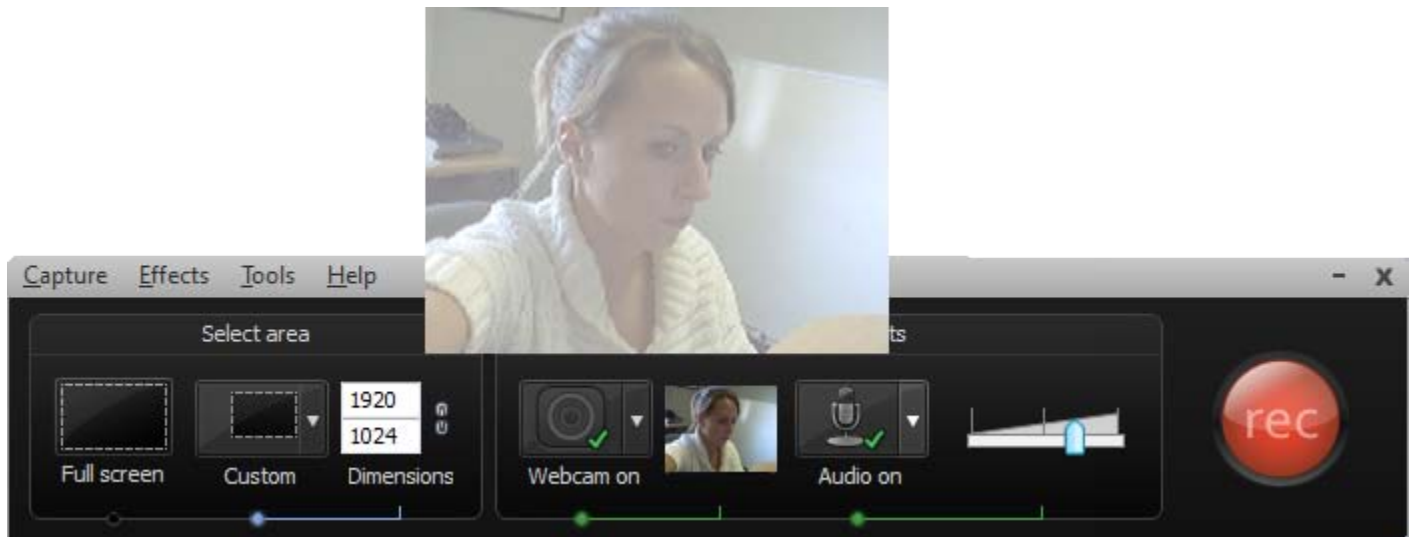 Capture Effects Tools Help
Select area
ts
1920
1024
rec
Full screen Custom Dimensions Webcam on Audio on